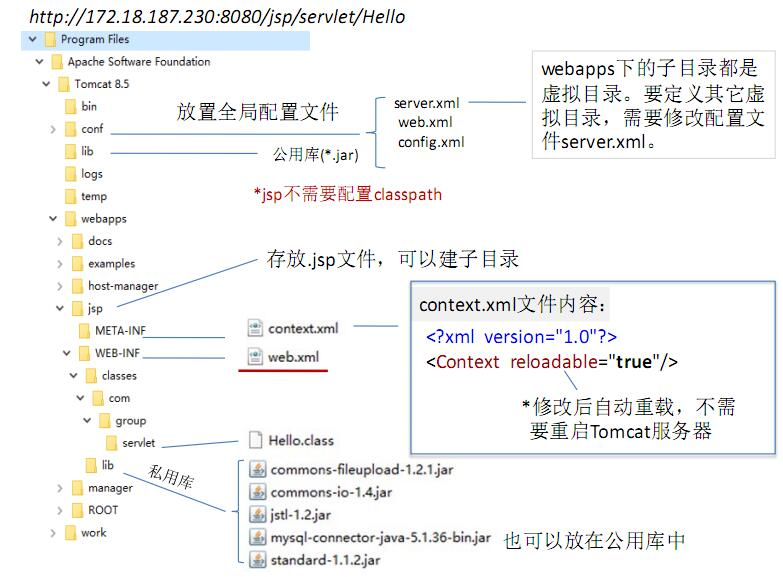 http://172.18.187.230:8080/jsp/servlet/Hello
Program Files
Apache Software Foundation
Tomcat 8.5
bin
conf
lib
logs
temp
webapps
docs
examples
host-manager
jsp
META-INF
WEB-INF
classes
com
group
servlet
lib
manager
ROOT
work
放置全局配置文件
server.xml
web.xml
config.xml
webapps下的子目录都是
虚拟目录。要定义其它虚
拟目录，需要修改配置文
件server.xml。
公用库(*.jar)
*jsp不需要配置classpath
存放.jsp文件，可以建子目录
context.xml
web.xml
context.xml文件内容：
<?xml version="1.0"?>
<Context reloadable="true"/>
*修改后自动重载，不需
要重启Tomcat服务器
Hello.class
私用库
commons-fileupload-1.2.1.jar
commons-io-1.4.jar
jstl-1.2.jar
mysql-connector-java-5.1.36-bin.jar
standard-1.1.2.jar
也可以放在公用库中